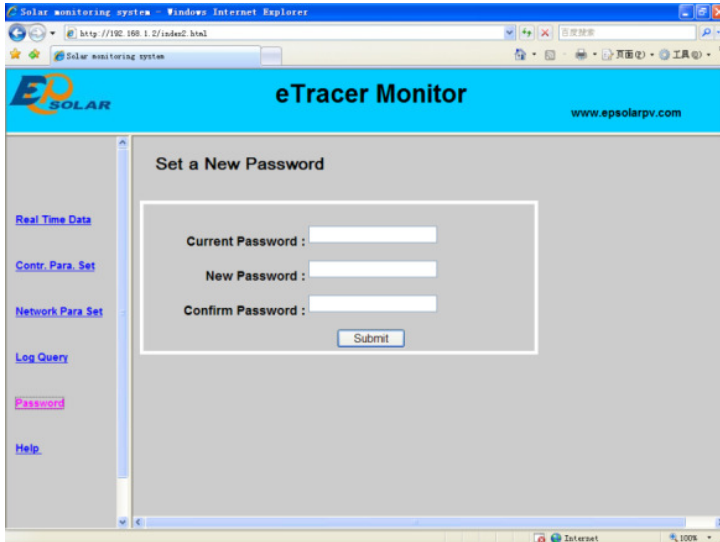 Solar monitoring system - Windows Internet Explorer
http://192.168.1.2/index2.html
百度搜索
Solar monitoring system
页面(P)
工具(O)
EP SOLAR
eTracer Monitor
www.epsolarpv.com
Set a New Password
Real Time Data
Contr. Para. Set
Network Para Set
Log Query
Password
Help
Current Password :
New Password :
Confirm Password :
Submit
Internet
100%